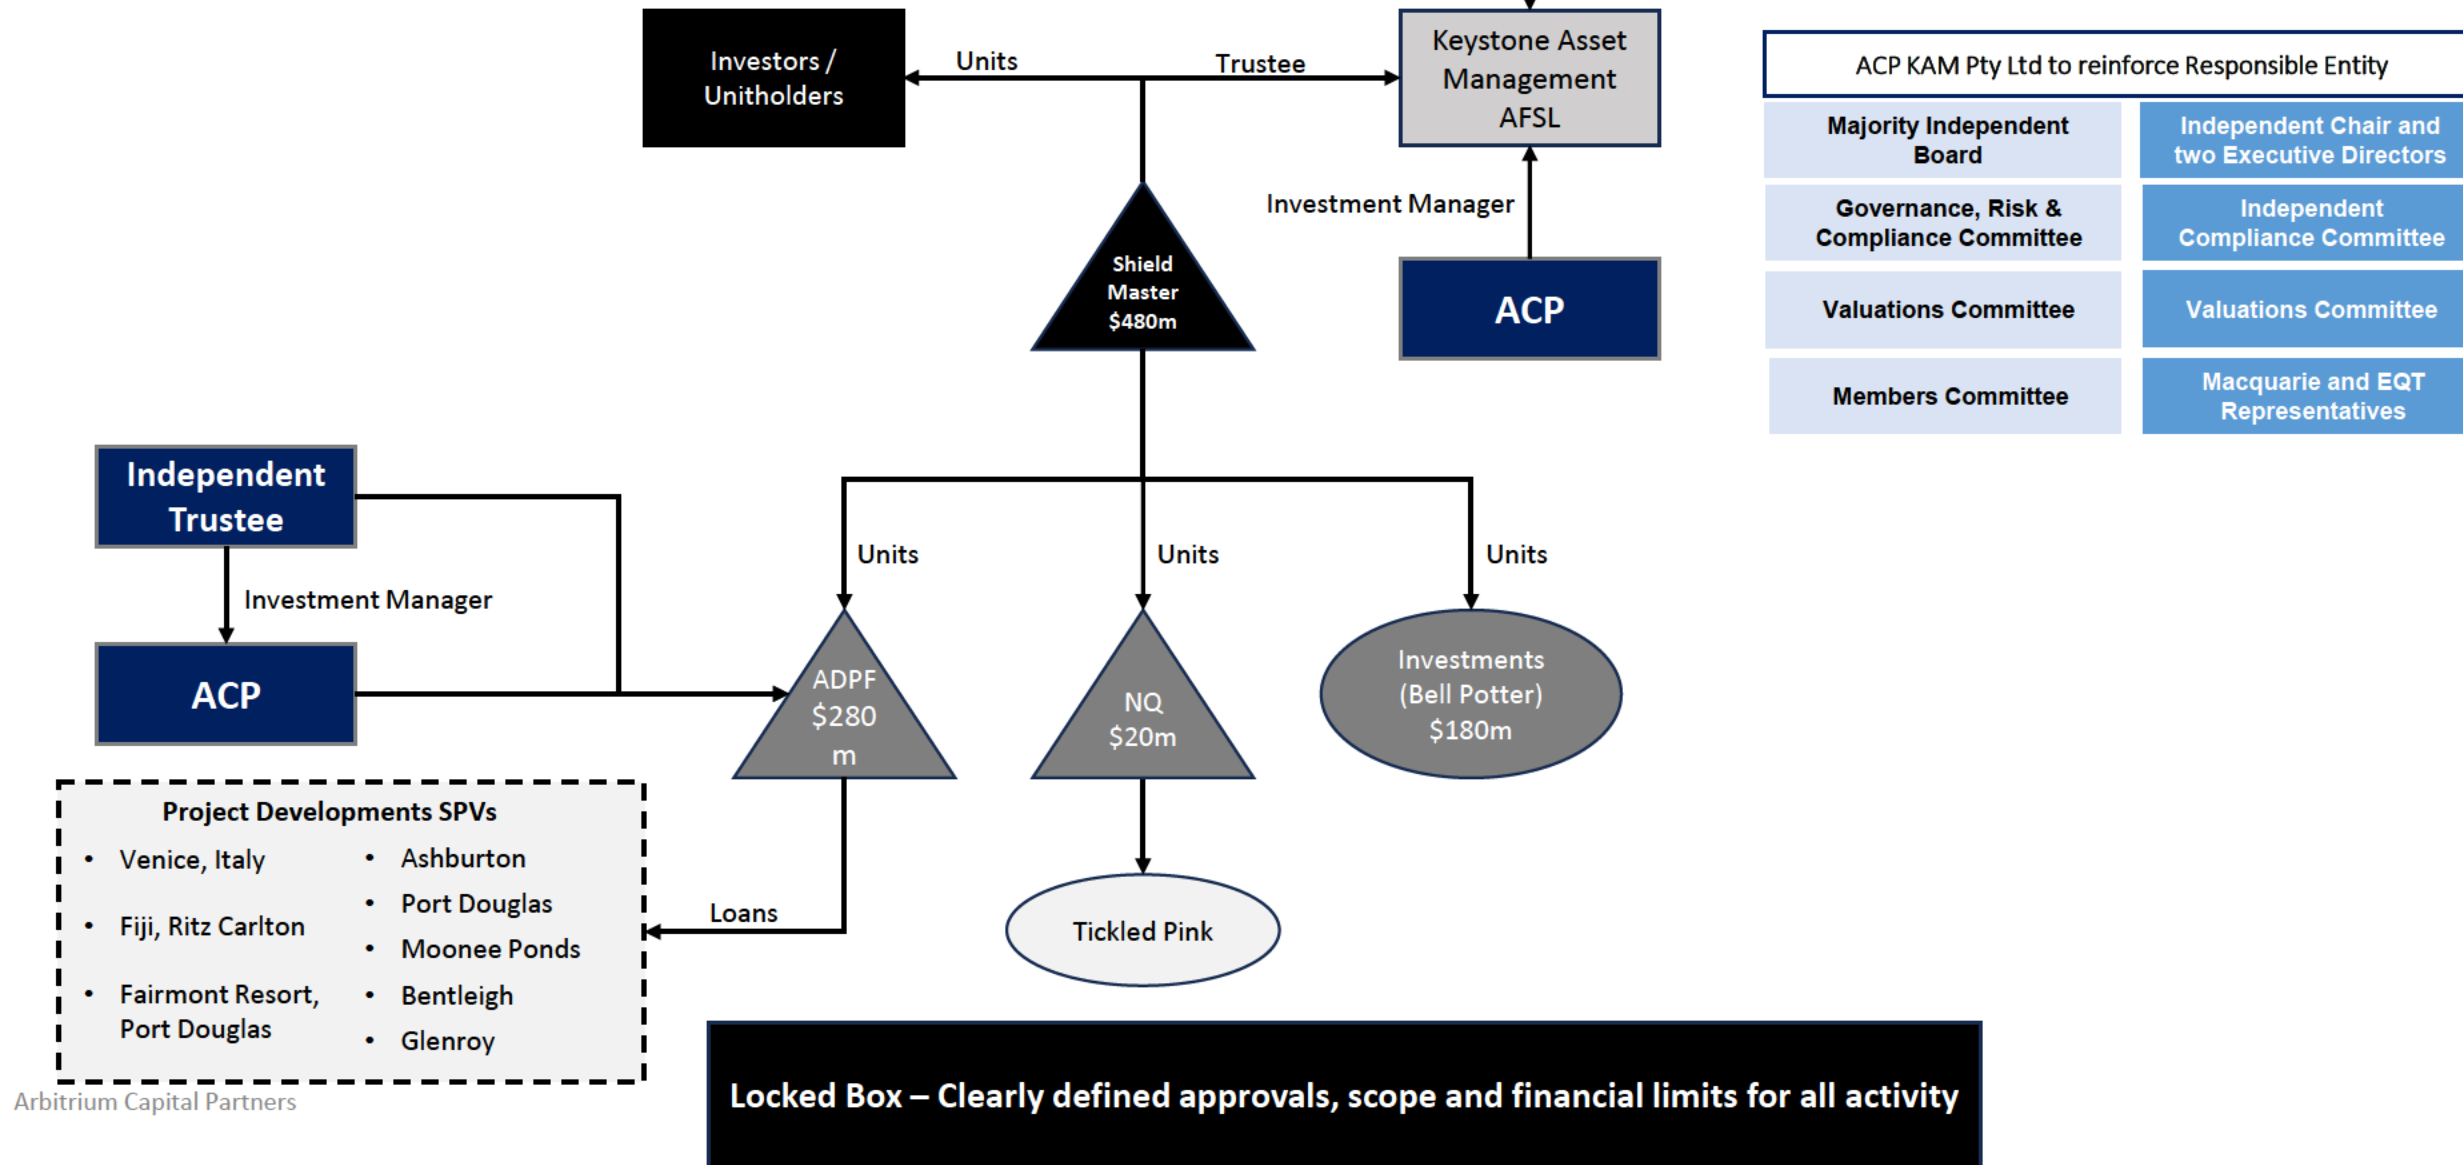 Investors /
Unitholders
Units
Trustee
Keystone Asset
Management
AFSL
ACP KAM Pty Ltd to reinforce Responsible Entity
Majority Independent
Board
Independent Chair and
two Executive Directors
Governance, Risk &
Compliance Committee
Independent
Compliance Committee
Valuations Committee
Valuations Committee
Members Committee
Macquarie and EQT
Representatives
Investment Manager
ACP
Shield
Master
$480m
Independent
Trustee
Investment Manager
ACP
Units
Units
Units
ADPF
$280
m
NQ
$20m
Investments
(Bell Potter)
$180m
Project Developments SPVs
• Venice, Italy
• Fiji, Ritz Carlton
• Fairmont Resort,
Port Douglas
• Ashburton
• Port Douglas
• Moonee Ponds
• Bentleigh
• Glenroy
Loans
Tickled Pink
Arbitrium Capital Partners
Locked Box – Clearly defined approvals, scope and financial limits for all activity